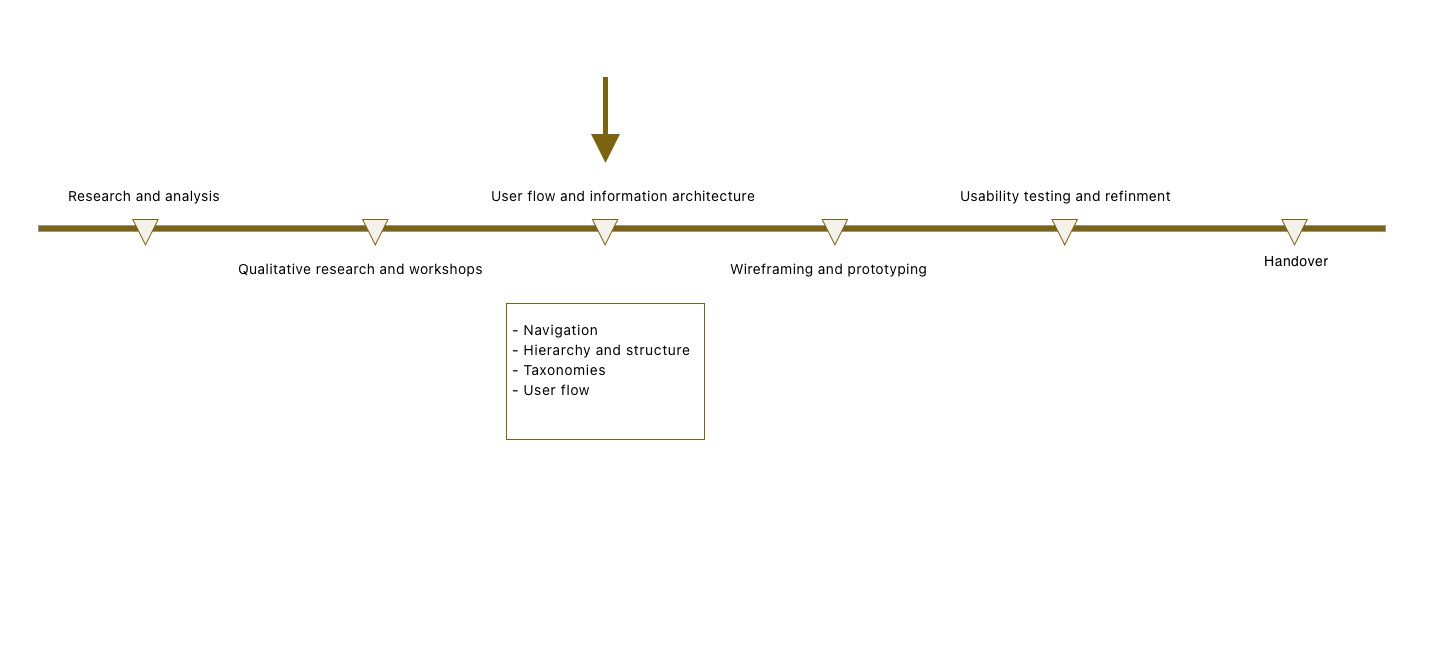 Research and analysis
User flow and information architecture
Usability testing and refinment
Qualitative research and workshops
Wireframing and prototyping
Handover
- Navigation
- Hierarchy and structure
- Taxonomies
- User flow